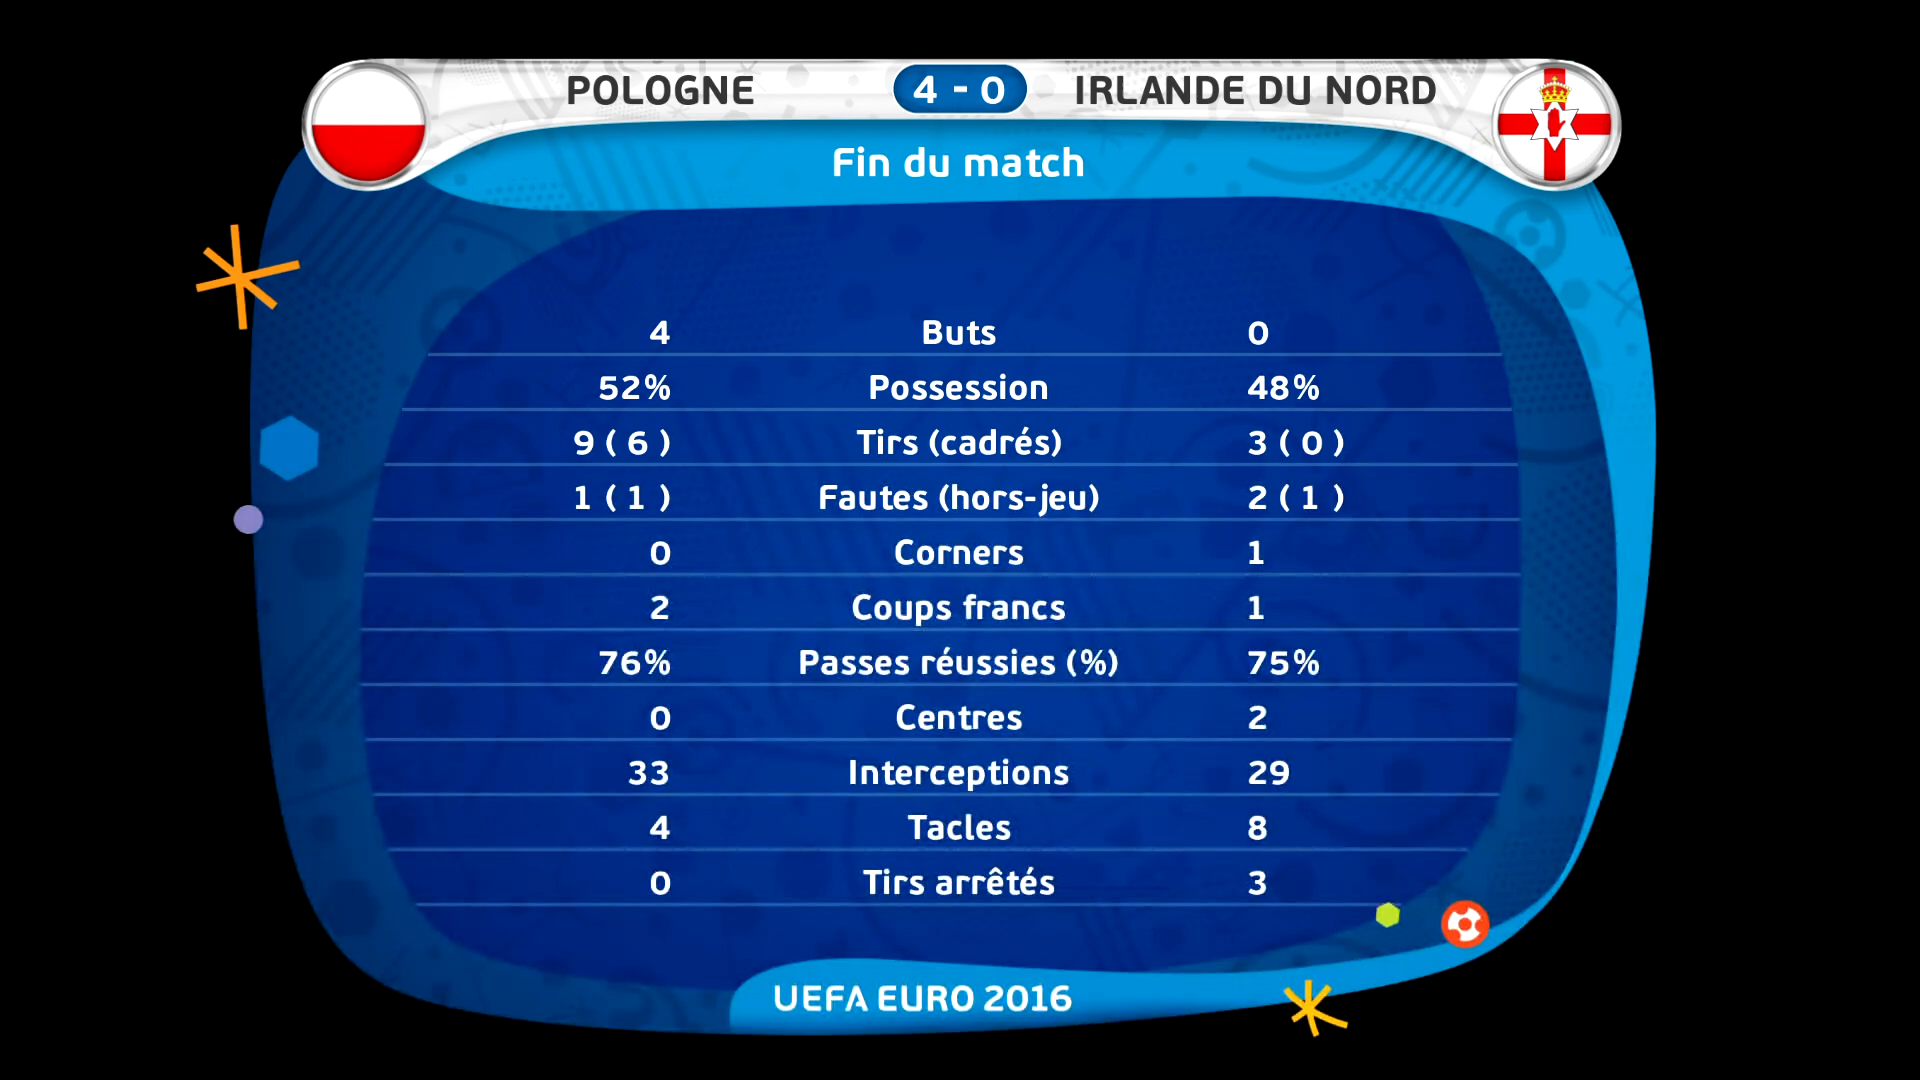 POLOGNE 4 - 0 IRLANDE DU NORD
Fin du match
4 Buts 0
52% Possession 48%
9 ( 6 ) Tirs (cadrés) 3 ( 0 )
1 ( 1 ) Fautes (hors-jeu) 2 ( 1 )
0 Corners 1
2 Coups francs 1
76% Passes réussies (%) 75%
0 Centres 2
33 Interceptions 29
4 Tacles 8
0 Tirs arrêtés 3
UEFA EURO 2016